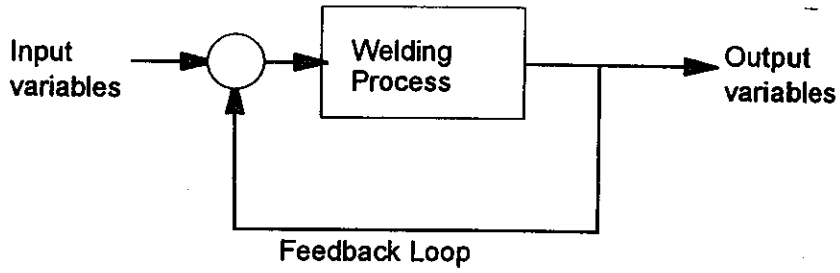 Input
variables
Welding
Process
Output
variables
Feedback Loop